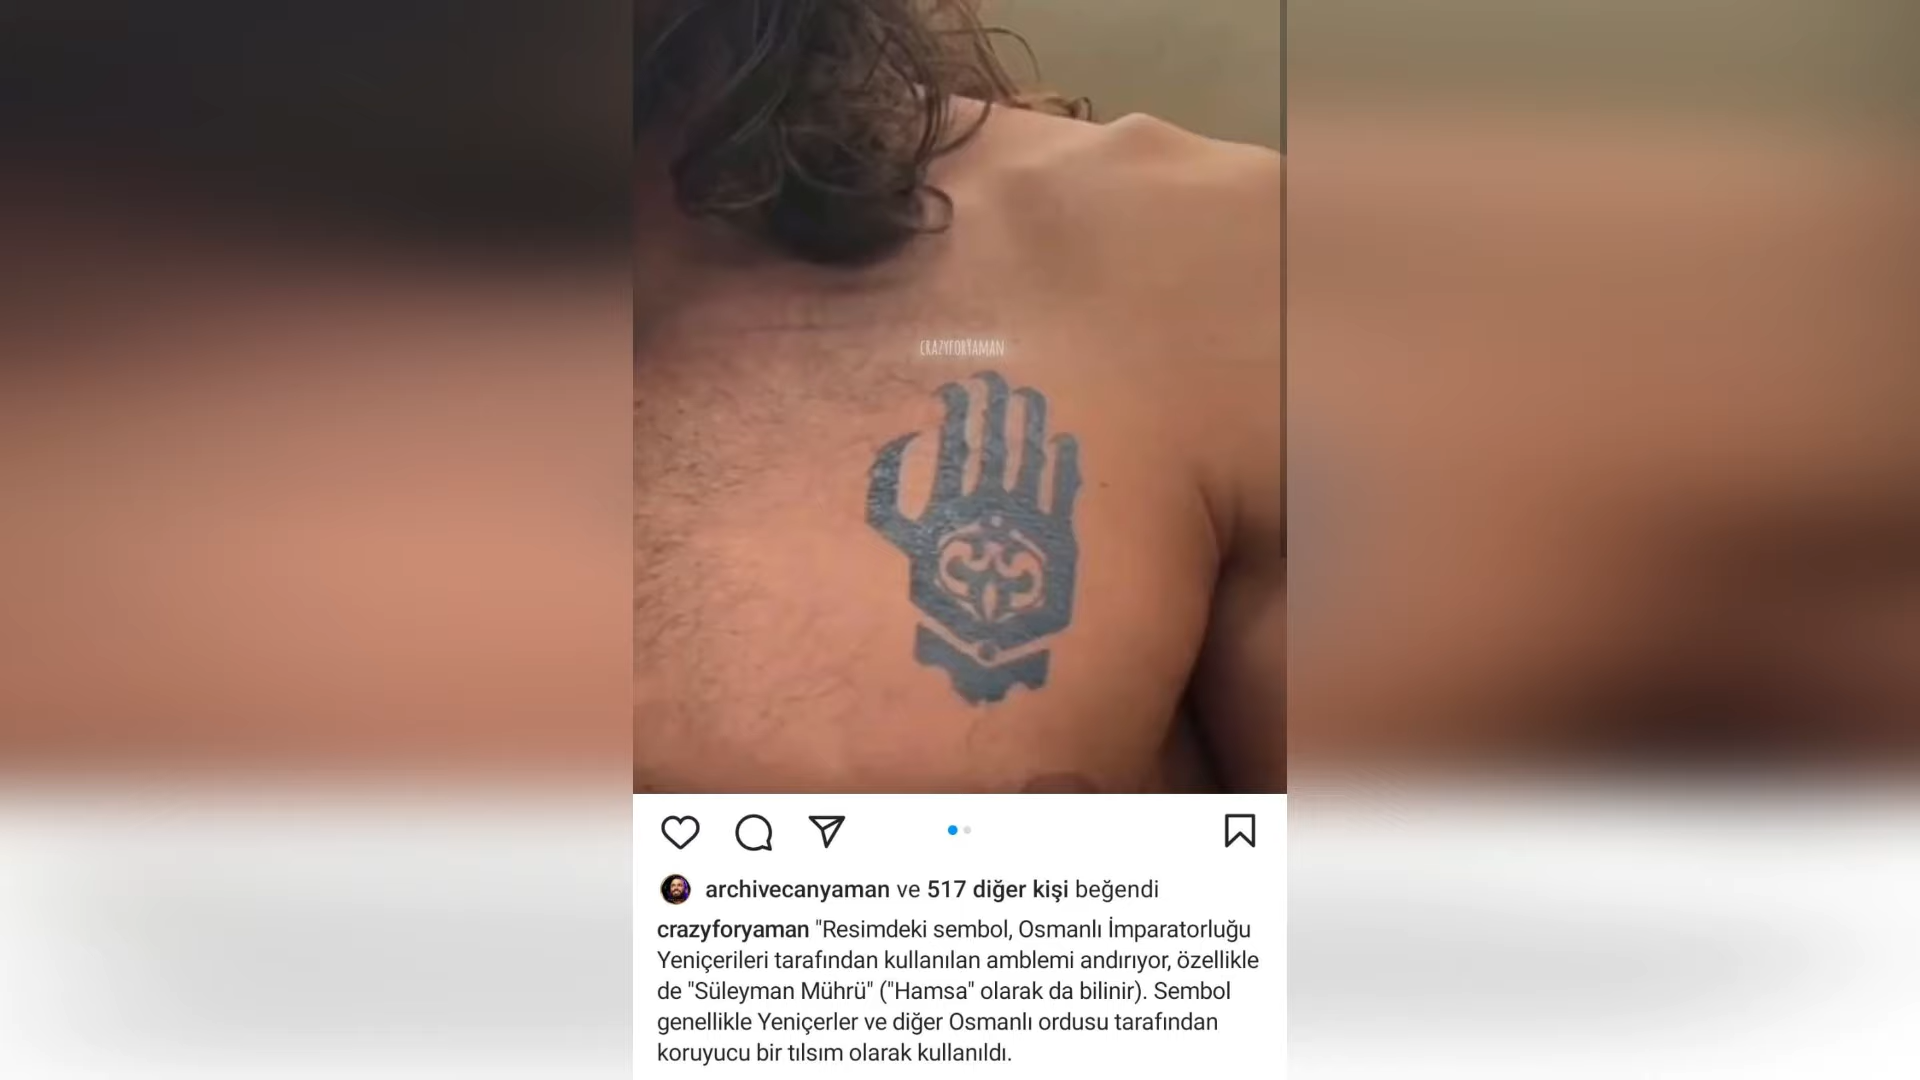 CRAZYFORYAMAN
archivecanyaman ve 517 diğer kişi beğendi
crazyforyaman "Resimdeki sembol, Osmanlı İmparatorluğu
Yeniçerileri tarafından kullanılan amblemi andırıyor, özellikle
de "Süleyman Mührü" ("Hamsa" olarak da bilinir). Sembol
genellikle Yeniçerler ve diğer Osmanlı ordusu tarafından
koruyucu bir tılsım olarak kullanıldı.